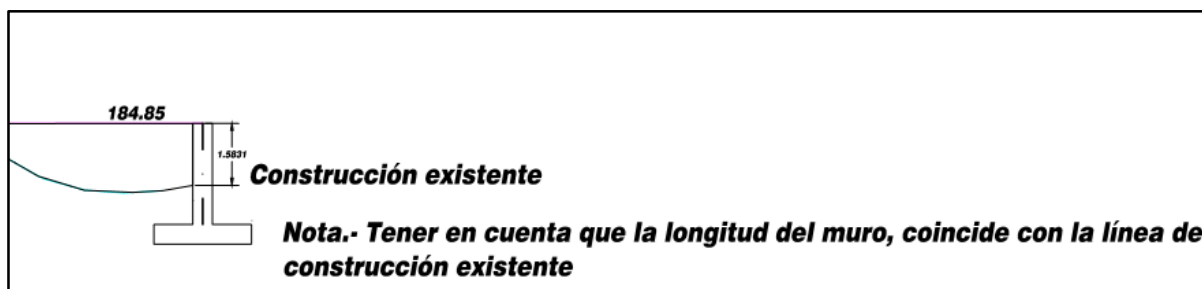 184.85
1.5831
Construcción existente
Nota.- Tener en cuenta que la longitud del muro, coincide con la línea de
construcción existente